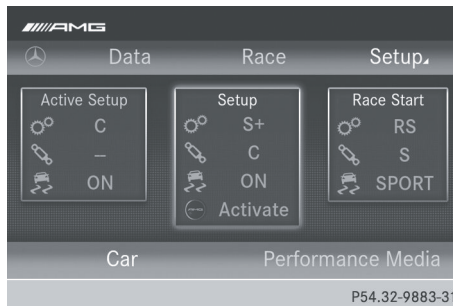 AMG
Data Race Setup
Active Setup Setup Race Start
C S+ RS
– C S
ON ON SPORT
Activate
Car Performance Media
P54.32-9883-31